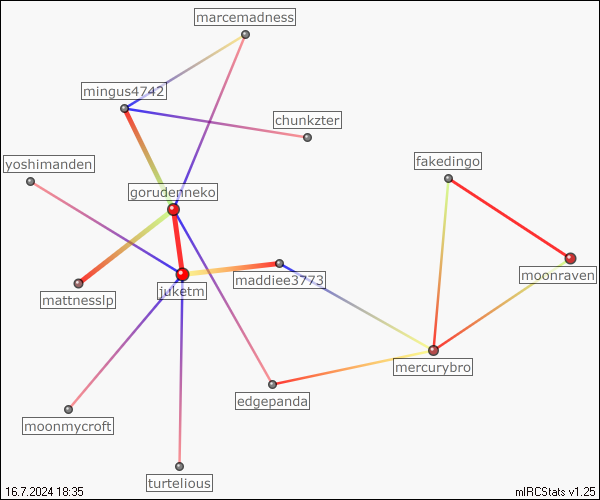 marcemadness
mingus4742
chunkzter
yoshimanden
fakedingo
gorudenneko
moonraven
maddiee3773
juketm
mattnesslp
mercurybro
edgepanda
moonmycroft
turtelious
16.7.2024 18:35
mIRCStats v1.25